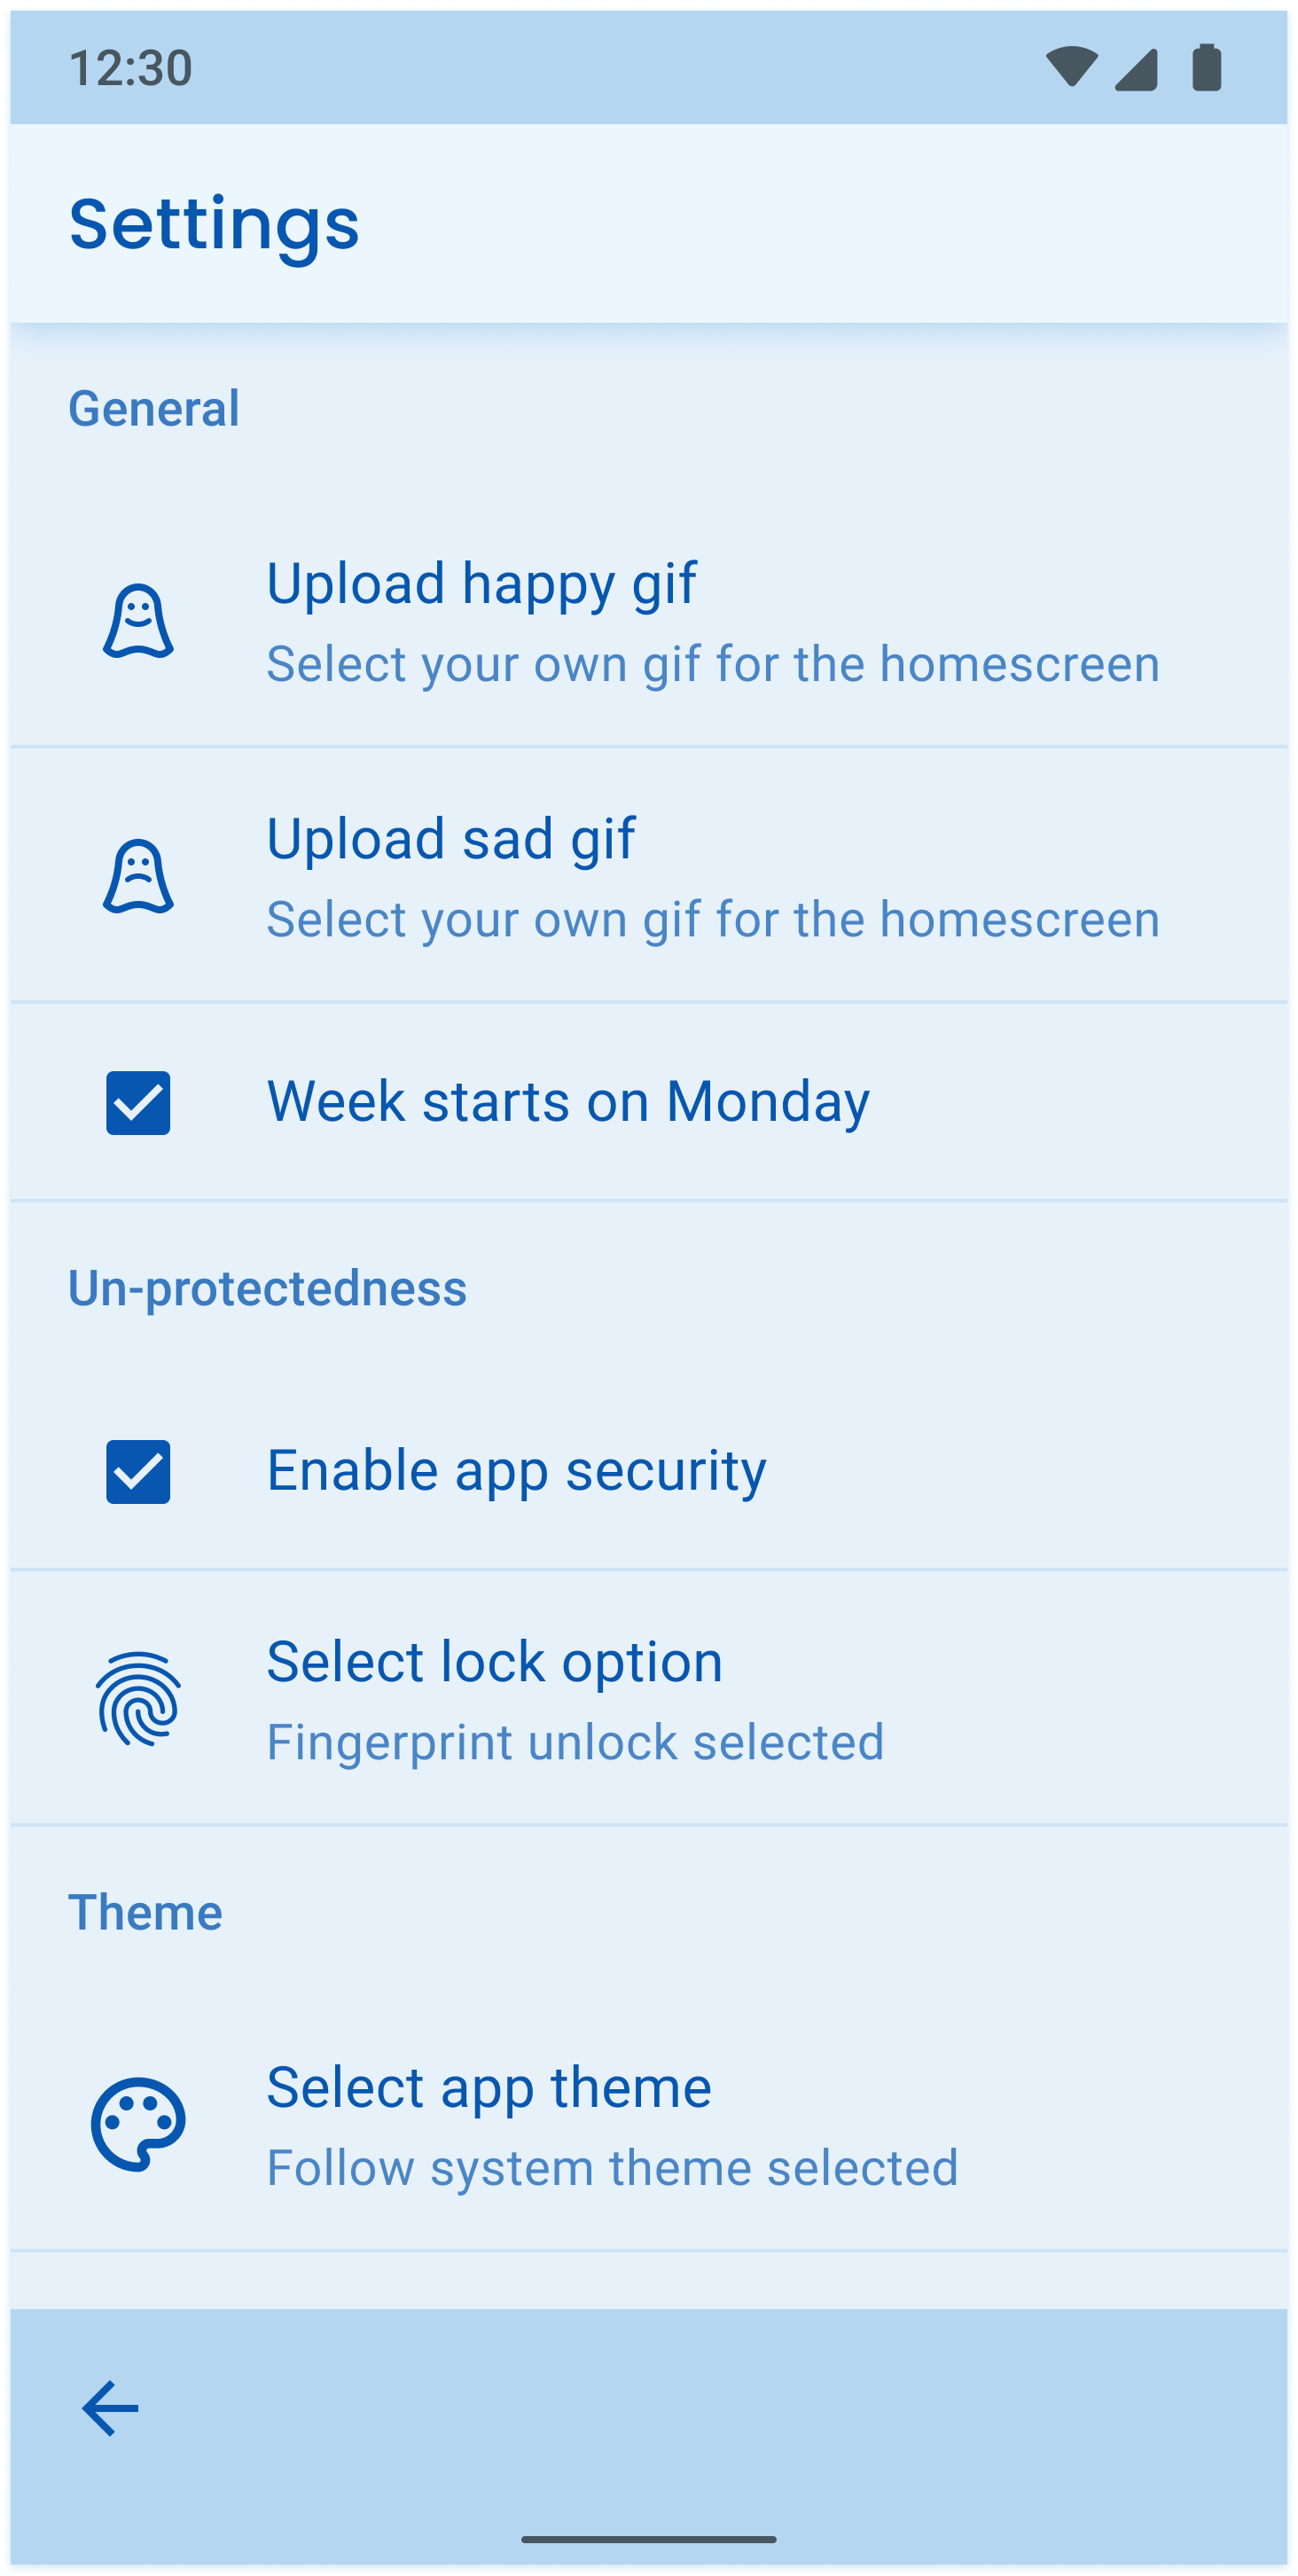 12:30
Settings
General
Upload happy gif
Select your own gif for the homescreen
Upload sad gif
Select your own gif for the homescreen
Week starts on Monday
Un-protectedness
Enable app security
Select lock option
Fingerprint unlock selected
Theme
Select app theme
Follow system theme selected